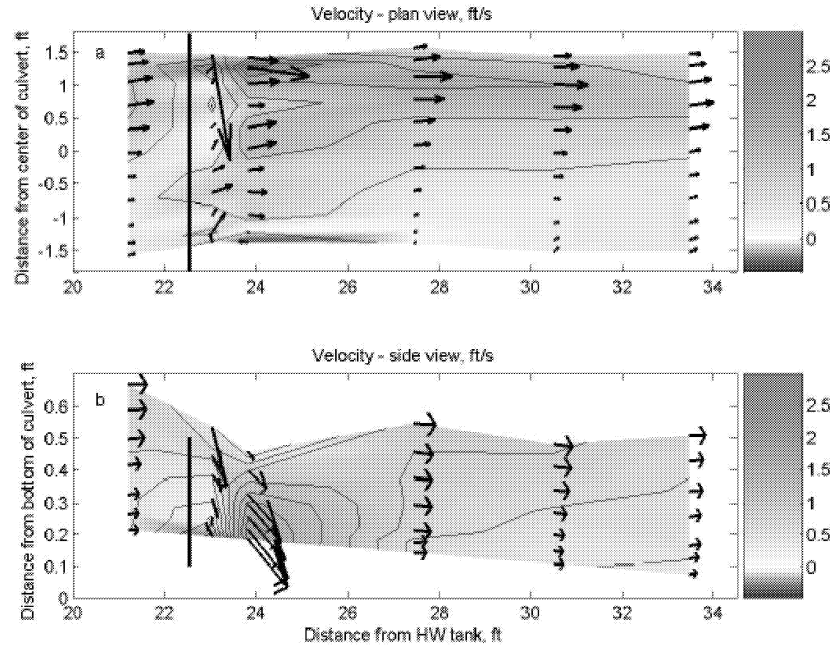 Velocity - plan view, ft/s
Distance from center of culvert, ft
a
1.5
1
0.5
0
-0.5
-1
-1.5
20 22 24 26 28 30 32 34
2.5
2
1.5
1
0.5
0
Velocity - side view, ft/s
Distance from bottom of culvert, ft
b
0.6
0.5
0.4
0.3
0.2
0.1
0
20 22 24 26 28 30 32 34
Distance from HW tank, ft
2.5
2
1.5
1
0.5
0